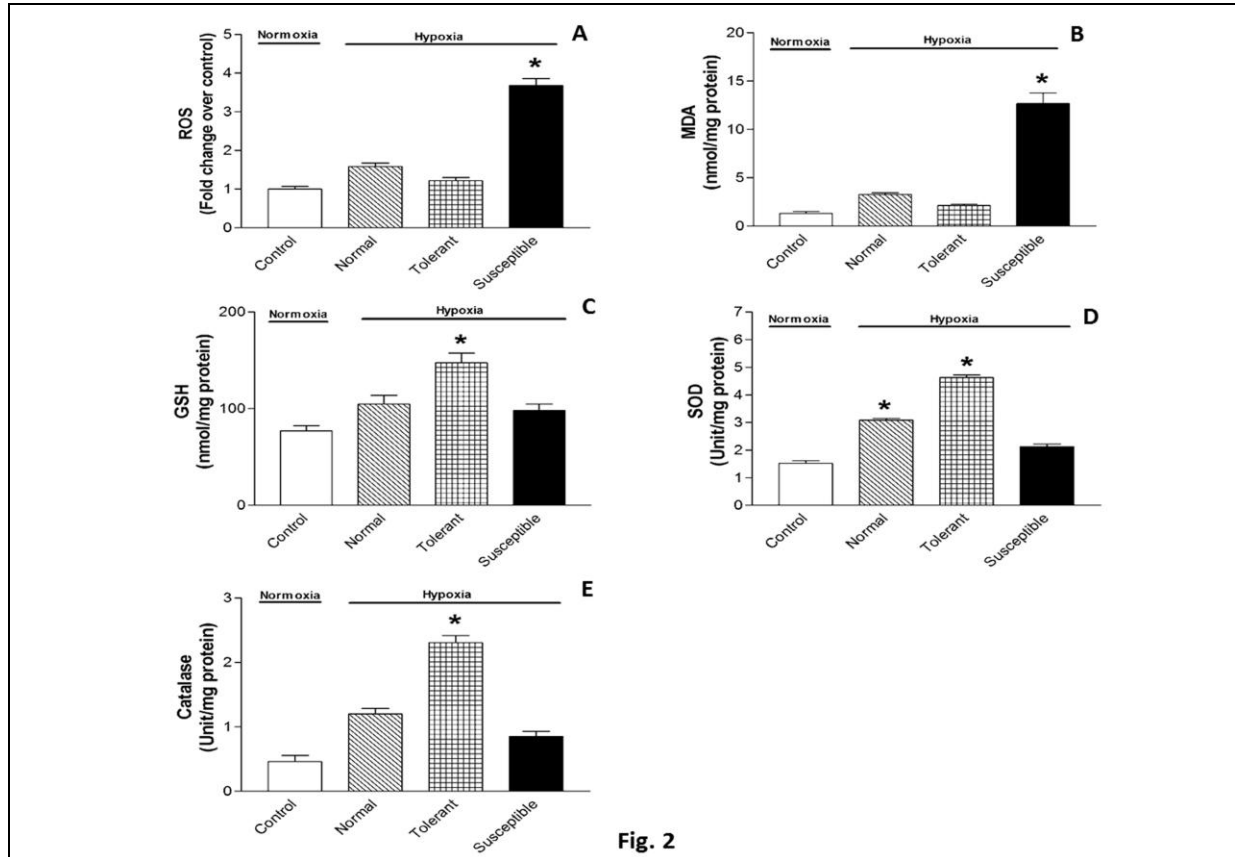 Normoxia Hypoxia A
ROS
(Fold change over control)
5
4
3
2
1
0
*
Control Normal Tolerant Susceptible
Normoxia Hypoxia B
MDA
(nmol/mg protein)
20
15
10
5
0
*
Control Normal Tolerant Susceptible
Normoxia Hypoxia C
GSH
(nmol/mg protein)
200
100
0
*
Control Normal Tolerant Susceptible
Normoxia Hypoxia D
SOD
(Unit/mg protein)
7
6
5
4
3
2
1
0
* *
Control Normal Tolerant Susceptible
Normoxia Hypoxia E
Catalase
(Unit/mg protein)
3
2
1
0
*
Control Normal Tolerant Susceptible
Fig. 2